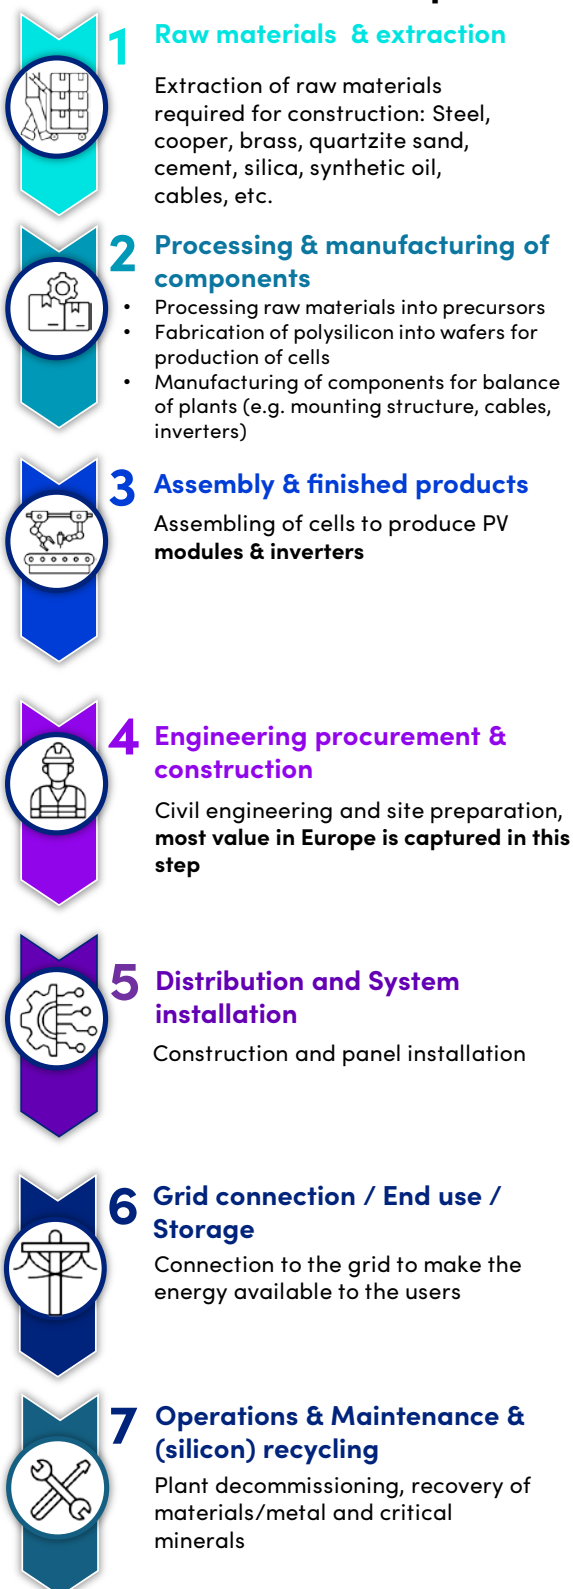 1 Raw materials & extraction
Extraction of raw materials
required for construction: Steel,
cooper, brass, quartzite sand,
cement, silica, synthetic oil,
cables, etc.
2 Processing & manufacturing of
components
• Processing raw materials into precursors
• Fabrication of polysilicon into wafers for
production of cells
• Manufacturing of components for balance
of plants (e.g. mounting structure, cables,
inverters)
3 Assembly & finished products
Assembling of cells to produce PV
modules & inverters
4 Engineering procurement &
construction
Civil engineering and site preparation,
most value in Europe is captured in this
step
5 Distribution and System
installation
Construction and panel installation
6 Grid connection / End use /
Storage
Connection to the grid to make the
energy available to the users
7 Operations & Maintenance &
(silicon) recycling
Plant decommissioning, recovery of
materials/metal and critical
minerals